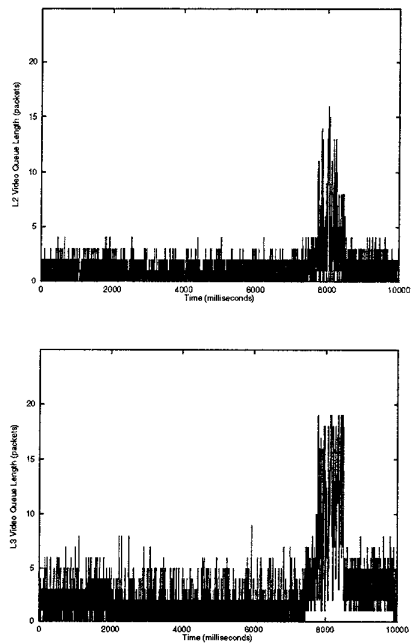 20
15
10
5
0
L2 Video Queue Length (packets)
0 2000 4000 6000 8000 10000
Time (milliseconds)
20
15
10
5
0
L3 Video Queue Length (packets)
0 2000 4000 6000 8000 10000
Time (milliseconds)